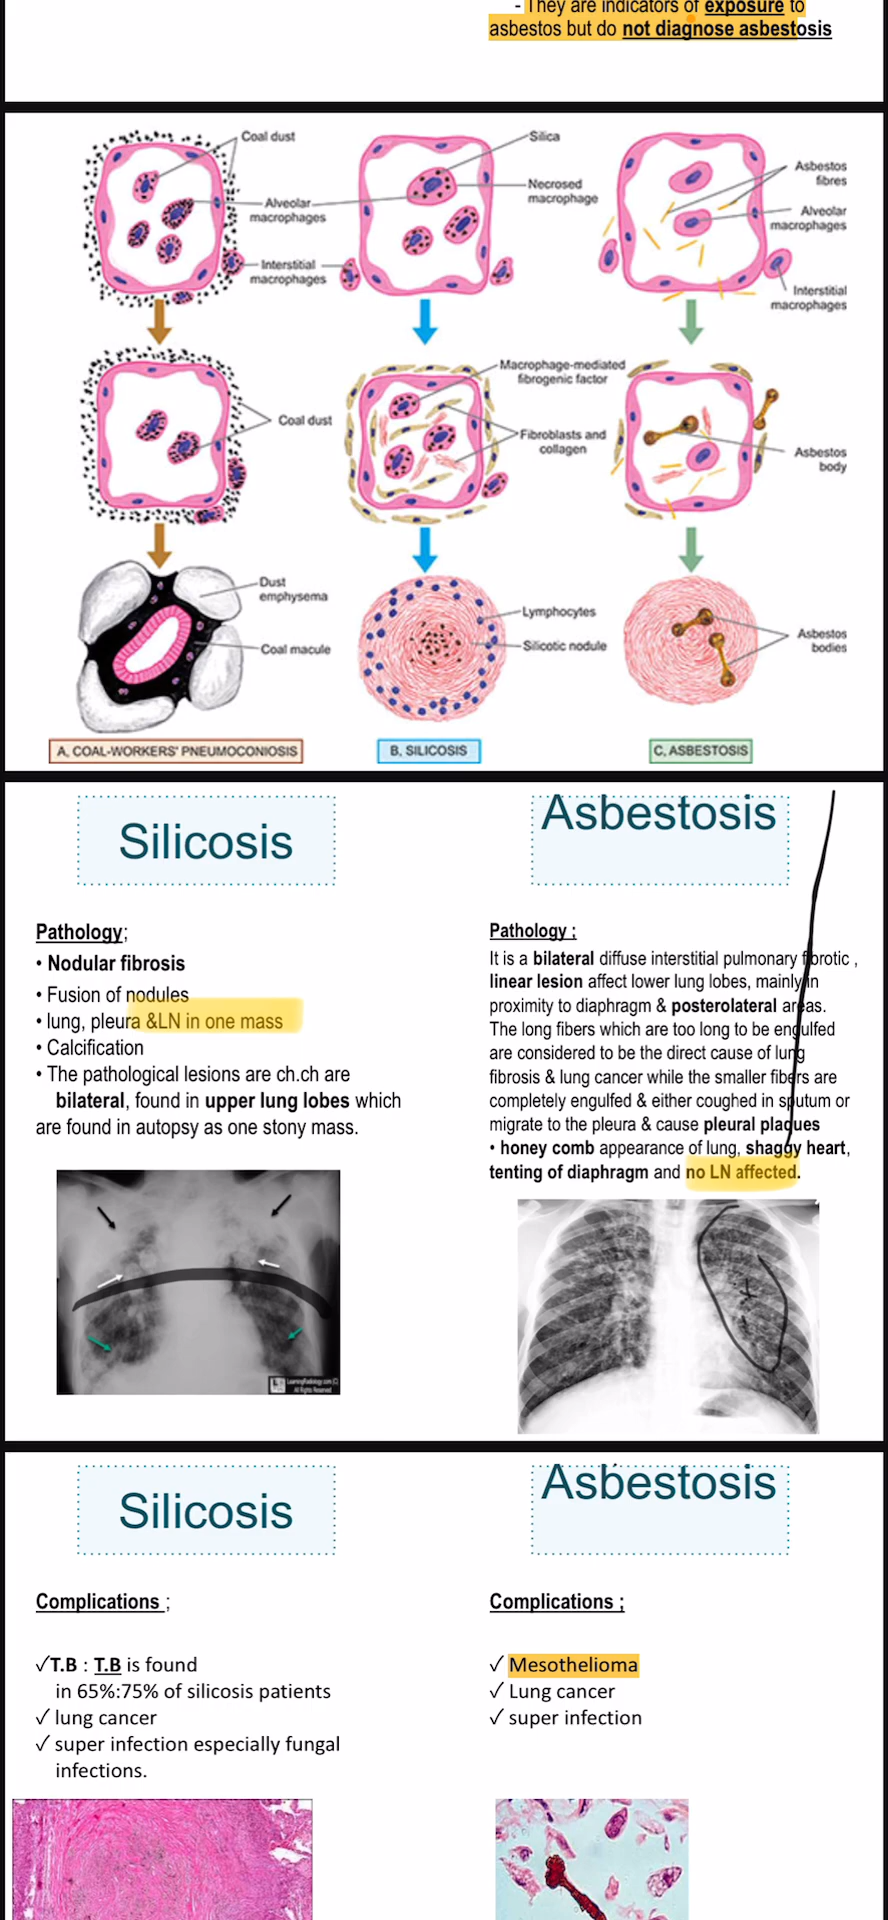 - They are indicators of exposure to
asbestos but do not diagnose asbestosis
Coal dust
Alveolar
macrophages
Interstitial
macrophages
Silica
Necrosed
macrophage
Asbestos
fibres
Alveolar
macrophages
Interstitial
macrophages
Coal dust
Macrophage-mediated
fibrogenic factor
Fibroblasts and
collagen
Asbestos
body
Dust
emphysema
Coal macule
Lymphocytes
Silicotic nodule
Asbestos
bodies
A, COAL-WORKERS' PNEUMOCONIOSIS
B, SILICOSIS
C, ASBESTOSIS
Silicosis
Pathology;
• Nodular fibrosis
• Fusion of nodules
• lung, pleura &LN in one mass
• Calcification
• The pathological lesions are ch.ch are
bilateral, found in upper lung lobes which
are found in autopsy as one stony mass.
LearningRadiology.com (C)
All Rights Reserved
Asbestosis
Pathology ;
It is a bilateral diffuse interstitial pulmonary fibrotic ,
linear lesion affect lower lung lobes, mainly in
proximity to diaphragm & posterolateral areas.
The long fibers which are too long to be engulfed
are considered to be the direct cause of lung
fibrosis & lung cancer while the smaller fibers are
completely engulfed & either coughed in sputum or
migrate to the pleura & cause pleural plaques
• honey comb appearance of lung, shaggy heart,
tenting of diaphragm and no LN affected.
Silicosis
Complications ;
✓T.B : T.B is found
in 65%:75% of silicosis patients
✓ lung cancer
✓ super infection especially fungal
infections.
Asbestosis
Complications ;
✓ Mesothelioma
✓ Lung cancer
✓ super infection